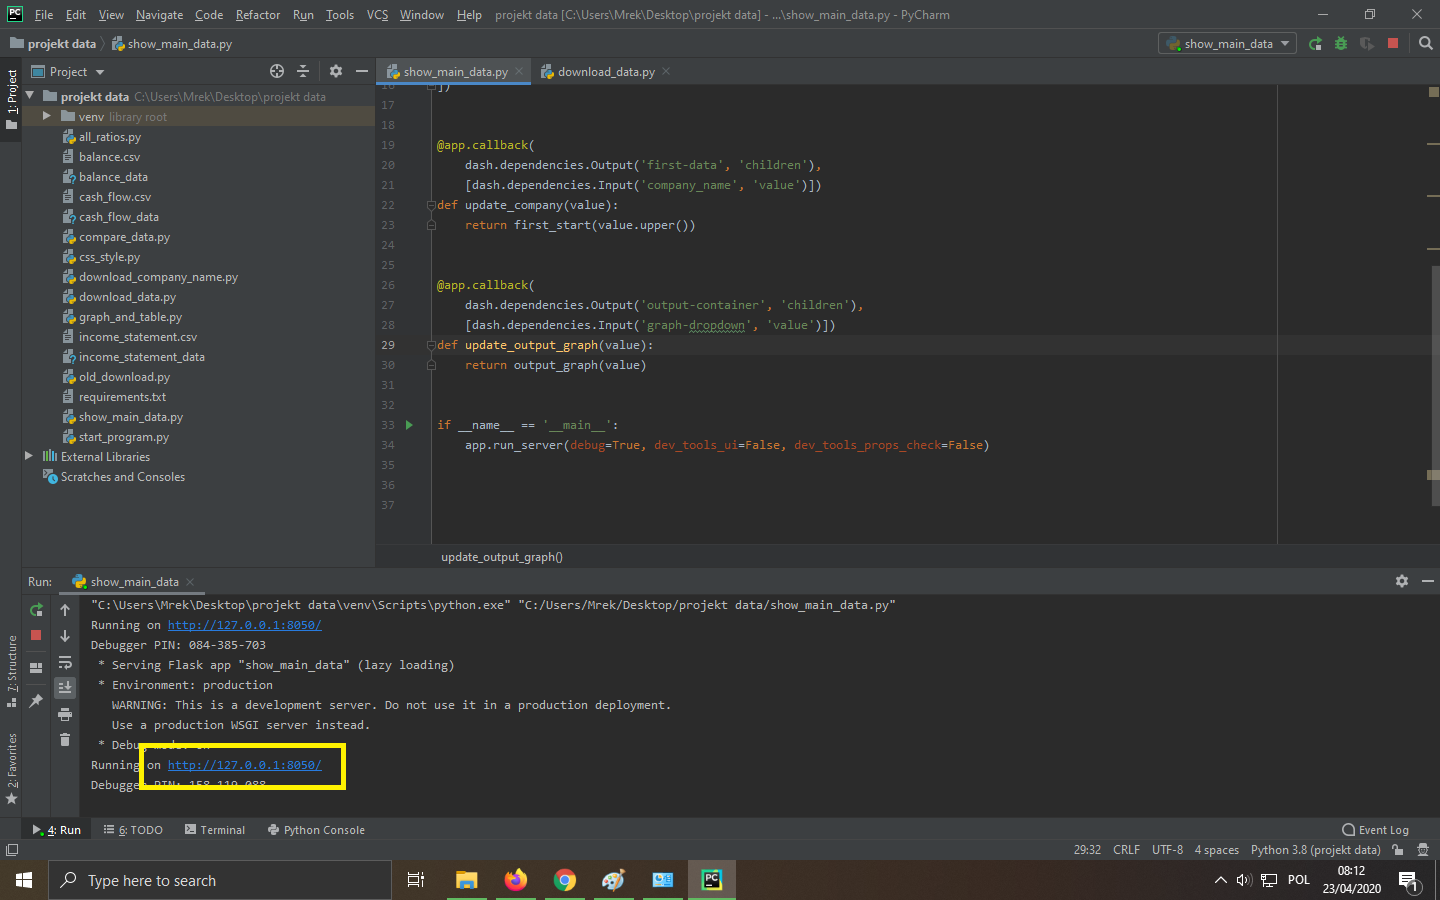 PC File Edit View Navigate Code Refactor Run Tools VCS Window Help projekt data [C:\Users\Mrek\Desktop\projekt data] - ...\show_main_data.py - PyCharm
projekt data show_main_data.py show_main_data
1: Project
Project
show_main_data.py download_data.py
projekt data C:\Users\Mrek\Desktop\projekt data
venv library root
all_ratios.py
balance.csv
balance_data
cash_flow.csv
cash_flow_data
compare_data.py
css_style.py
download_company_name.py
download_data.py
graph_and_table.py
income_statement.csv
income_statement_data
old_download.py
requirements.txt
show_main_data.py
start_program.py
External Libraries
Scratches and Consoles
16 ])
17
18
19 @app.callback(
20 dash.dependencies.Output('first-data', 'children'),
21 [dash.dependencies.Input('company_name', 'value')])
22 def update_company(value):
23 return first_start(value.upper())
24
25
26 @app.callback(
27 dash.dependencies.Output('output-container', 'children'),
28 [dash.dependencies.Input('graph-dropdown', 'value')])
29 def update_output_graph(value):
30 return output_graph(value)
31
32
33 if __name__ == '__main__':
34 app.run_server(debug=True, dev_tools_ui=False, dev_tools_props_check=False)
35
36
37
update_output_graph()
Run: show_main_data
"C:\Users\Mrek\Desktop\projekt data\venv\Scripts\python.exe" "C:/Users/Mrek/Desktop/projekt data/show_main_data.py"
Running on http://127.0.0.1:8050/
Debugger PIN: 084-385-703
* Serving Flask app "show_main_data" (lazy loading)
* Environment: production
WARNING: This is a development server. Do not use it in a production deployment.
Use a production WSGI server instead.
* Debug mode: on
Running on http://127.0.0.1:8050/
Debugger PIN: 158-119-088
7: Structure
2: Favorites
4: Run 6: TODO Terminal Python Console Event Log
29:32 CRLF UTF-8 4 spaces Python 3.8 (projekt data)
Type here to search
PC
POL
08:12
23/04/2020
1